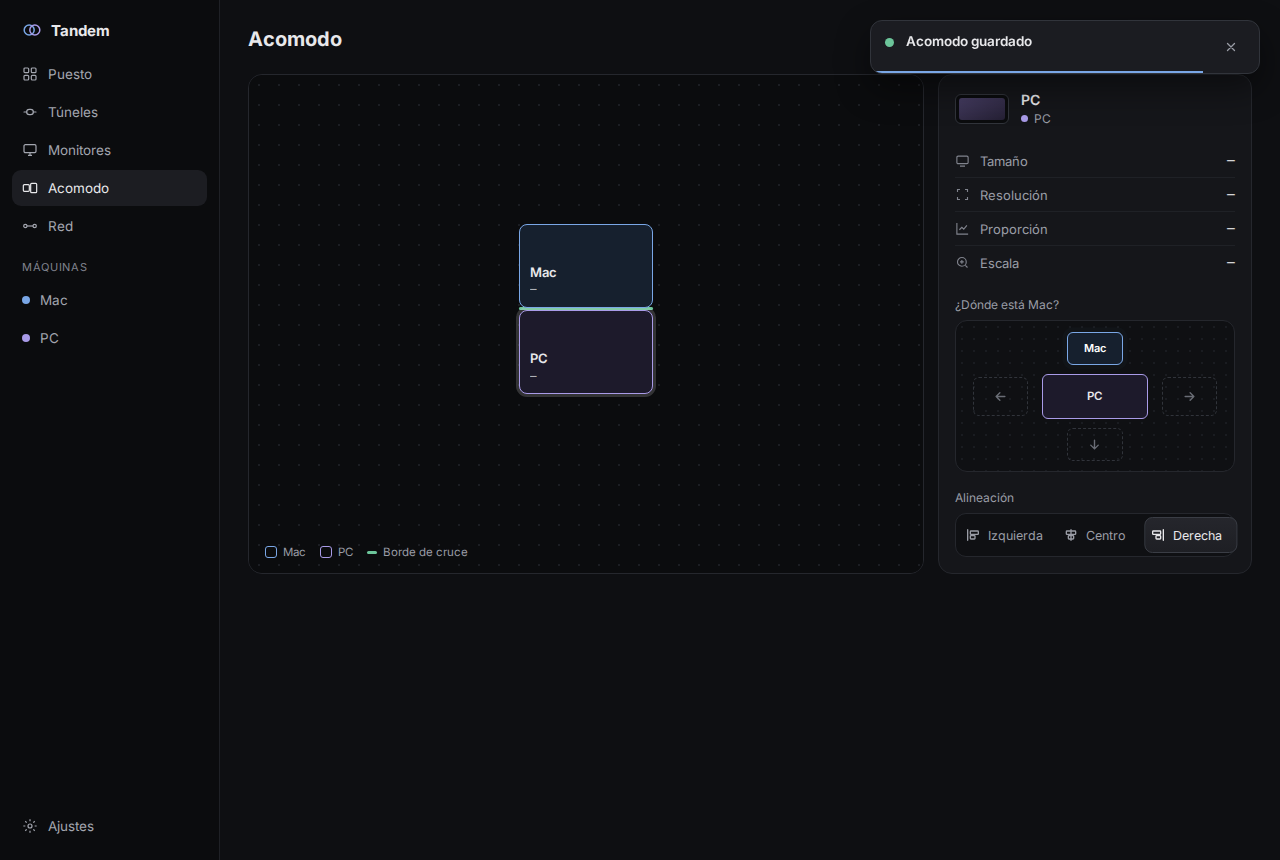 Tandem
Puesto
Túneles
Monitores
Acomodo
Red
MÁQUINAS
Mac
PC
Ajustes
Acomodo
Acomodo guardado
Mac
–
PC
–
Mac
PC
Borde de cruce
PC
PC
Tamaño –
Resolución –
Proporción –
Escala –
¿Dónde está Mac?
Mac
PC
Alineación
Izquierda Centro Derecha